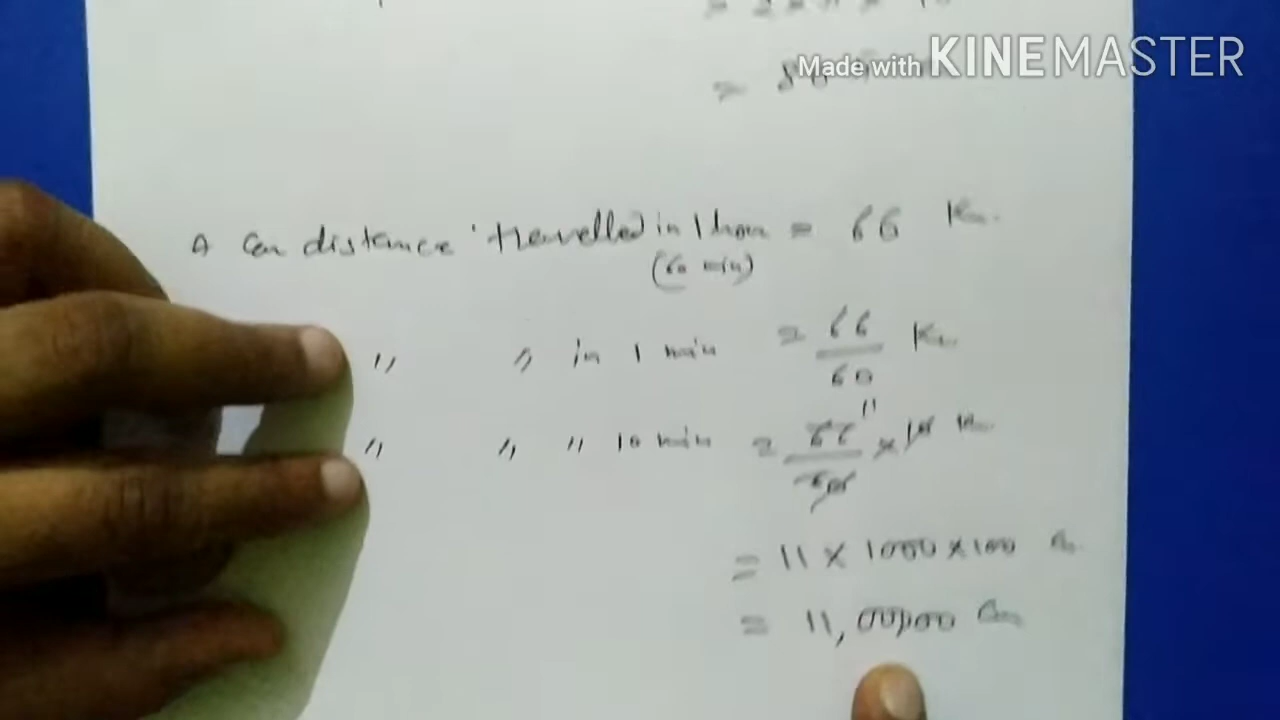 Made with KINEMASTER
A Car distance travelled in 1 hour = 66 Km.
(60 min)
" " in 1 min = 66/60 Km.
" " " 10 min = 66/60 11 × 10 Km
= 11 × 1000 × 100 Cm
= 11,00,000 Cm